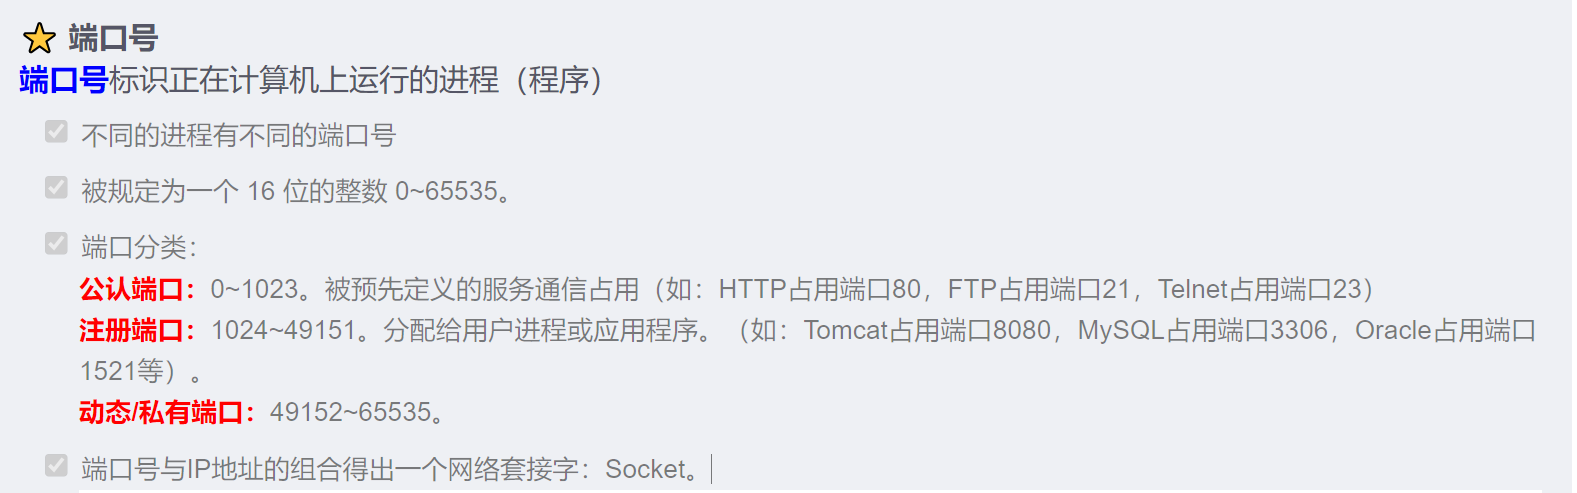 端口号
端口号标识正在计算机上运行的进程（程序）
不同的进程有不同的端口号
被规定为一个 16 位的整数 0~65535。
端口分类：
公认端口：0~1023。被预先定义的服务通信占用（如：HTTP占用端口80，FTP占用端口21，Telnet占用端口23）
注册端口：1024~49151。分配给用户进程或应用程序。（如：Tomcat占用端口8080，MySQL占用端口3306，Oracle占用端口
1521等）。
动态/私有端口：49152~65535。
端口号与IP地址的组合得出一个网络套接字：Socket。